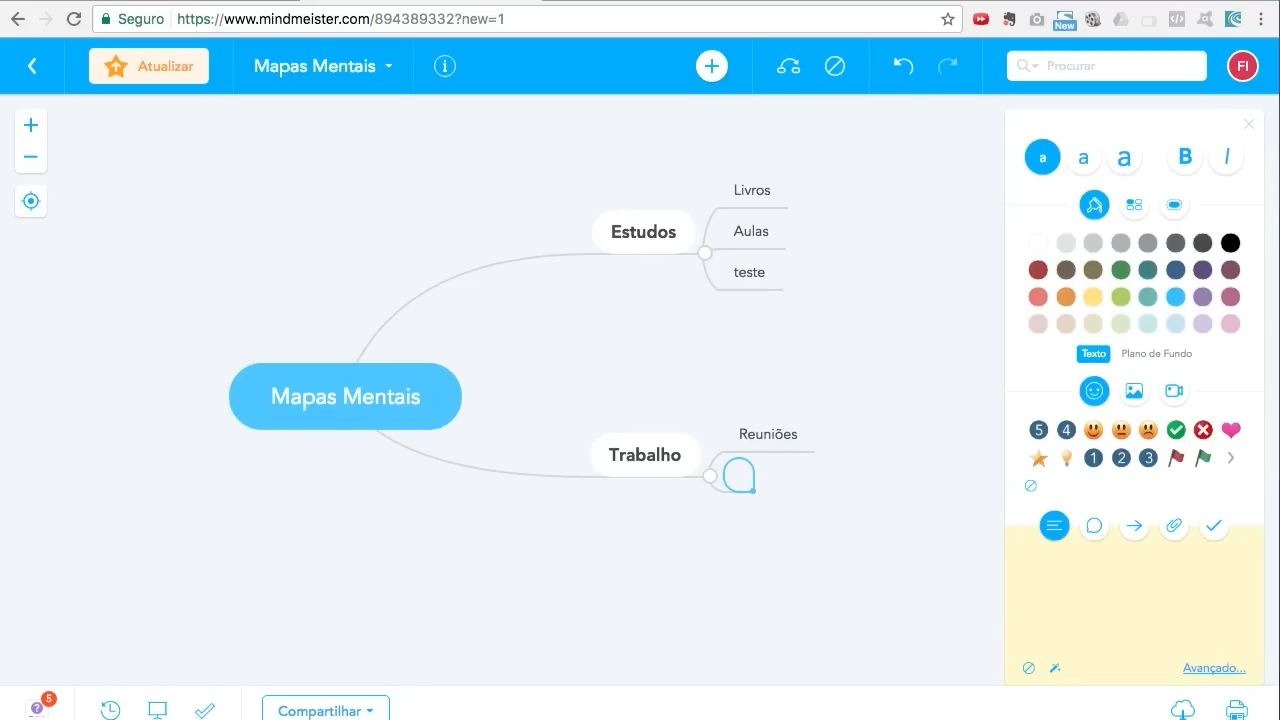 Seguro
https://www.mindmeister.com/894389332?new=1
New
Atualizar
Mapas Mentais
i
Procurar
FI
a a a B I
Livros
Estudos
Aulas
teste
Texto
Plano de Fundo
Mapas Mentais
Reuniões
Trabalho
5 4
1 2 3
Avançado...
? 5
Compartilhar